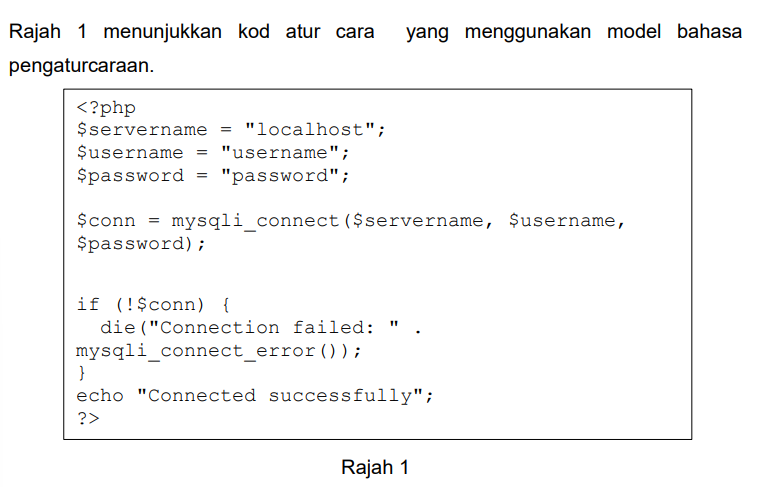 Rajah 1 menunjukkan kod atur cara yang menggunakan model bahasa
pengaturcaraan.
<?php
$servername = "localhost";
$username = "username";
$password = "password";
$conn = mysqli_connect($servername, $username,
$password);
if (!$conn) {
die("Connection failed: " .
mysqli_connect_error());
}
echo "Connected successfully";
?>
Rajah 1